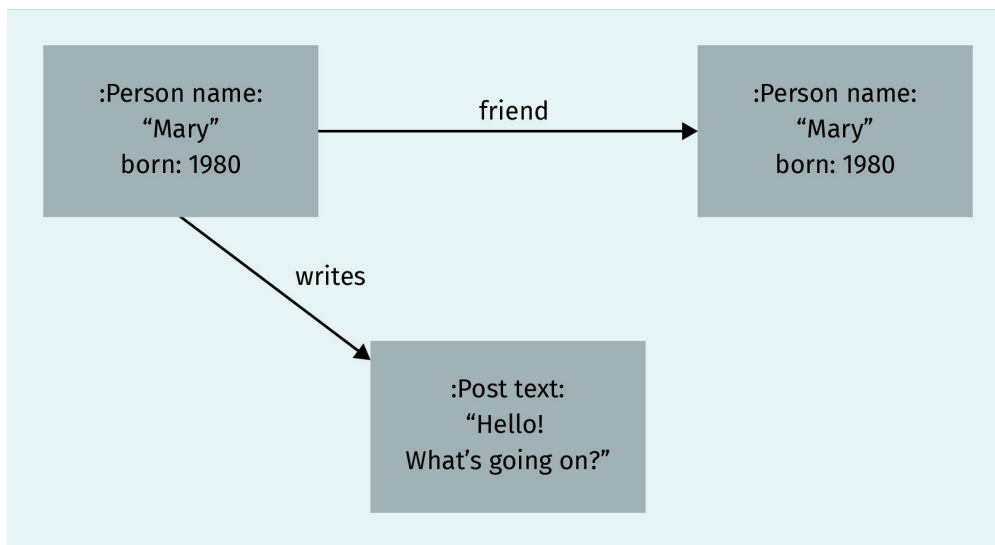 :Person name:
“Mary”
born: 1980
friend
:Person name:
“Mary”
born: 1980
writes
:Post text:
“Hello!
What’s going on?”